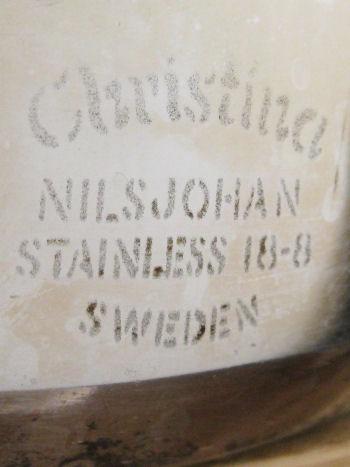 Christina
NILSJOHAN
STAINLESS 18-8
SWEDEN